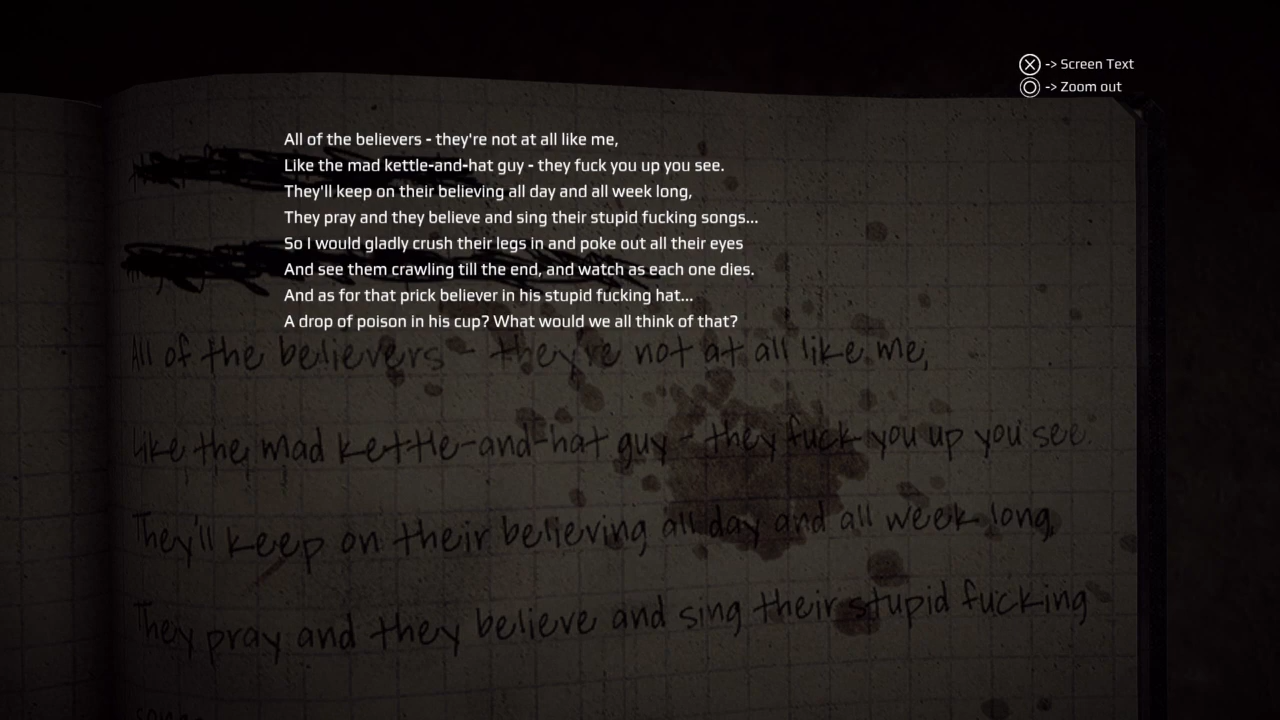 ⓧ -> Screen Text
◯ -> Zoom out
All of the believers - they're not at all like me,
Like the mad kettle-and-hat guy - they fuck you up you see.
They'll keep on their believing all day and all week long,
They pray and they believe and sing their stupid fucking songs...
So I would gladly crush their legs in and poke out all their eyes
And see them crawling till the end, and watch as each one dies.
And as for that prick believer in his stupid fucking hat...
A drop of poison in his cup? What would we all think of that?
All of the believers - they're not at all like me,
Like the mad kettle-and-hat guy - they fuck you up you see.
They'll keep on their believing all day and all week long,
They pray and they believe and sing their stupid fucking
songs